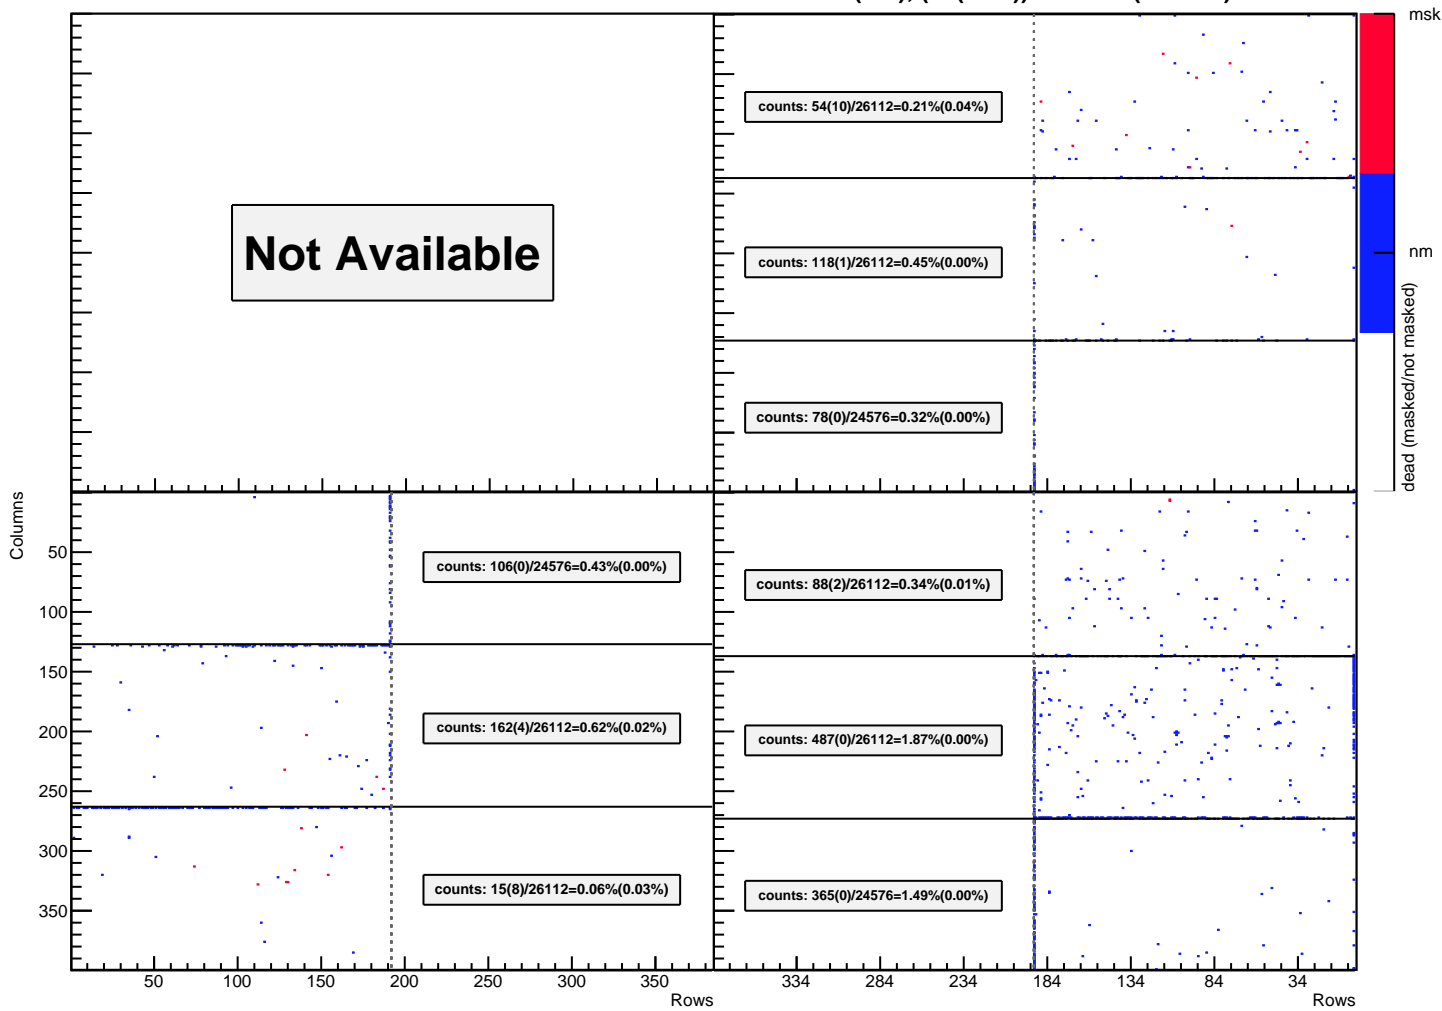 msk
counts: 54(10)/26112=0.21%(0.04%)
Not Available
counts: 118(1)/26112=0.45%(0.00%)
nm
dead (masked/not masked)
counts: 78(0)/24576=0.32%(0.00%)
Columns
50
100
150
200
250
300
350
counts: 106(0)/24576=0.43%(0.00%)
counts: 88(2)/26112=0.34%(0.01%)
counts: 162(4)/26112=0.62%(0.02%)
counts: 487(0)/26112=1.87%(0.00%)
counts: 15(8)/26112=0.06%(0.03%)
counts: 365(0)/24576=1.49%(0.00%)
50 100 150 200 250 300 350
Rows
334 284 234 184 134 84 34
Rows